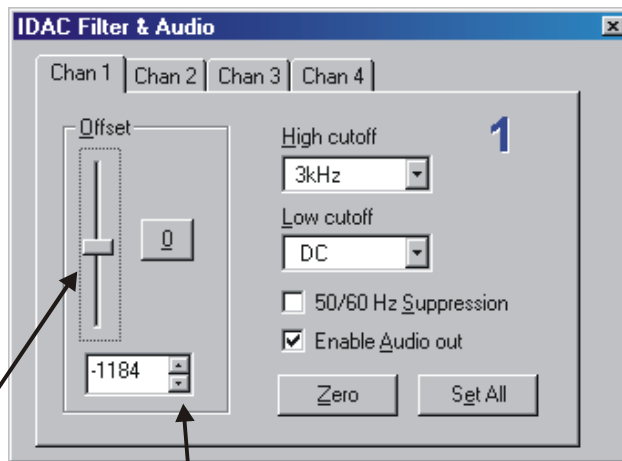 IDAC Filter & Audio
Chan 1 Chan 2 Chan 3 Chan 4
Offset
0
-1184
1
High cutoff
3kHz
Low cutoff
DC
50/60 Hz Suppression
Enable Audio out
Zero Set All